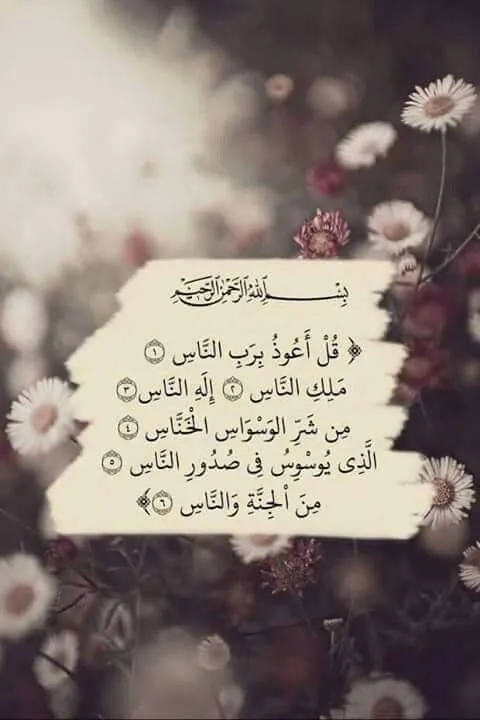 بِسْمِ اللَّهِ الرَّحْمَٰنِ الرَّحِيمِ
﴿ قُلْ أَعُوذُ بِرَبِ النَّاسِ ١
مَلِكِ النَّاسِ ٢ إِلَهِ النَّاسِ ٣
مِن شَرِّ الوَسْوَاسِ الْخَنَّاسِ ٤
الَّذِى يُوَسْوِسُ فِى صُدُورِ النَّاسِ ٥
مِنَ الْجِنَّةِ وَالنَّاسِ ٦ ﴾